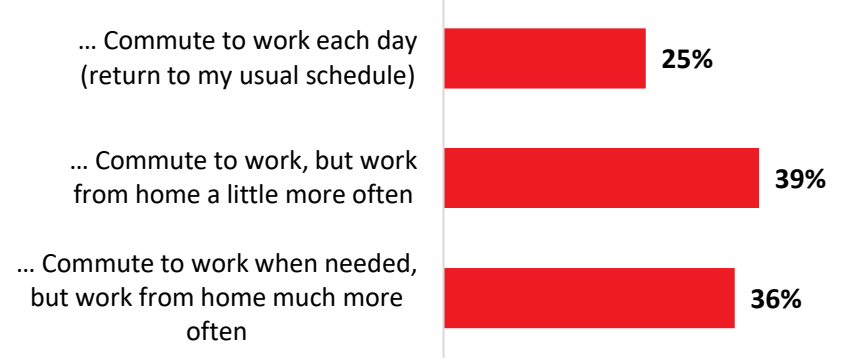 … Commute to work each day
(return to my usual schedule)
25%
… Commute to work, but work
from home a little more often
39%
… Commute to work when needed,
but work from home much more
often
36%